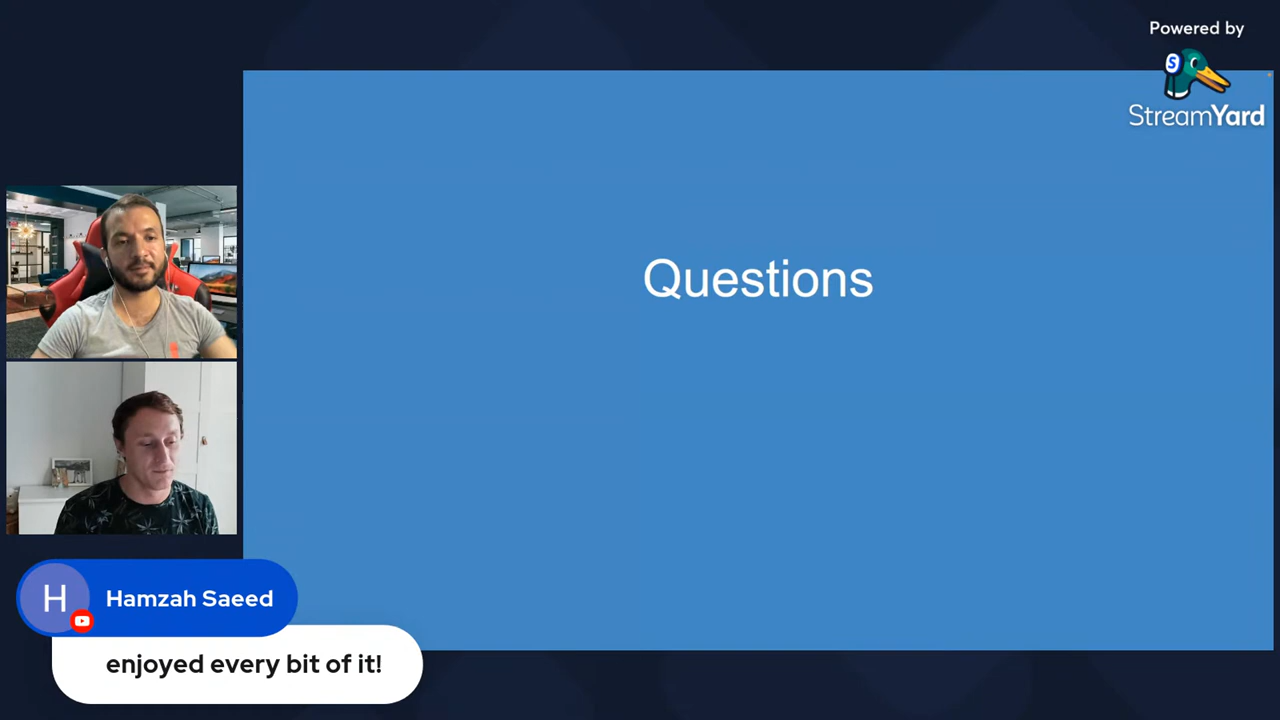 Powered by
S
StreamYard
Questions
H
Hamzah Saeed
enjoyed every bit of it!